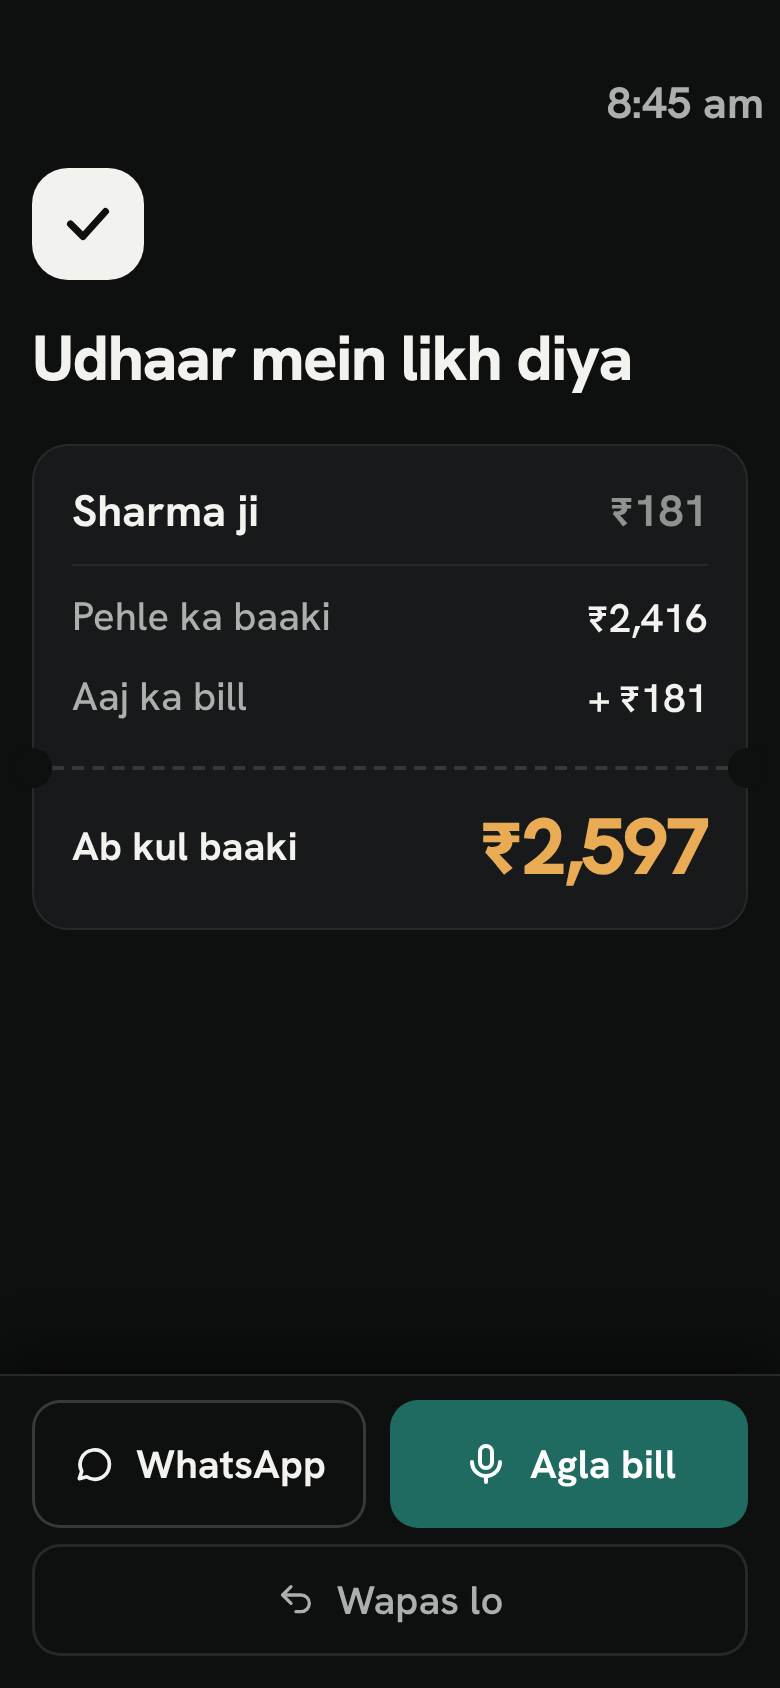 8:45 am
Udhaar mein likh diya
Sharma ji ₹181
Pehle ka baaki ₹2,416
Aaj ka bill + ₹181
Ab kul baaki ₹2,597
WhatsApp Agla bill
Wapas lo